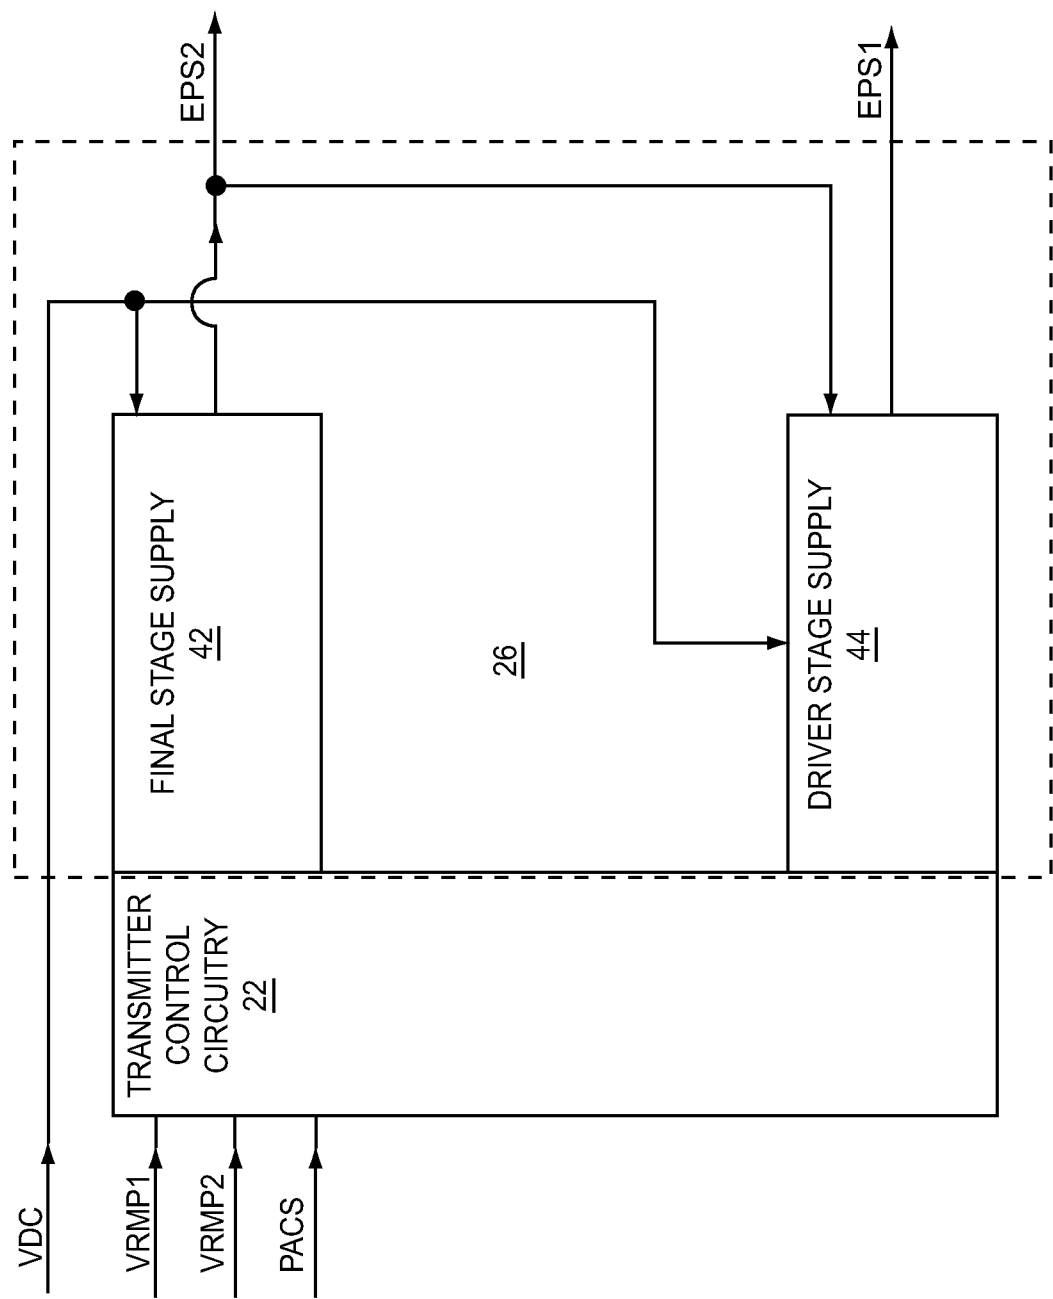 VDC
VRMP1
VRMP2
PACS
TRANSMITTER
CONTROL
CIRCUITRY
22
FINAL STAGE SUPPLY
42
26
DRIVER STAGE SUPPLY
44
EPS2
EPS1